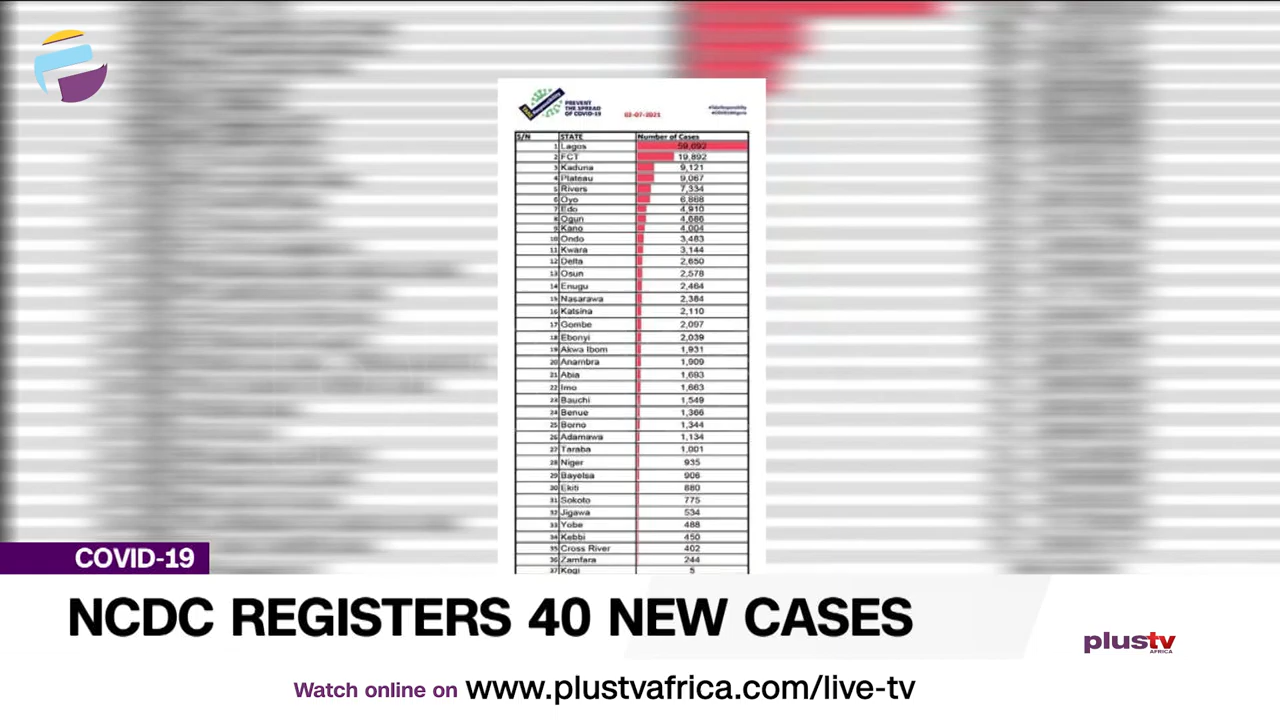 PREVENT
THE SPREAD
OF COVID-19
02-07-2021
#TakeResponsibility
S/N STATE Number of Cases
1 Lagos 59,692
2 FCT 19,892
3 Kaduna 9,121
4 Plateau 9,067
5 Rivers 7,334
6 Oyo 6,868
7 Edo 4,910
8 Ogun 4,686
9 Kano 4,004
10 Ondo 3,483
11 Kwara 3,144
12 Delta 2,650
13 Osun 2,578
14 Enugu 2,464
15 Nasarawa 2,384
16 Katsina 2,110
17 Gombe 2,097
18 Ebonyi 2,039
19 Akwa Ibom 1,931
20 Anambra 1,909
21 Abia 1,693
22 Imo 1,663
23 Bauchi 1,549
24 Benue 1,366
25 Borno 1,344
26 Adamawa 1,134
27 Taraba 1,001
28 Niger 935
29 Bayelsa 906
30 Ekiti 880
31 Sokoto 775
32 Jigawa 534
33 Yobe 488
34 Kebbi 450
35 Cross River 402
36 Zamfara 244
37 Kogi 5
COVID-19
NCDC REGISTERS 40 NEW CASES
plustv
AFRICA
Watch online on www.plustvafrica.com/live-tv